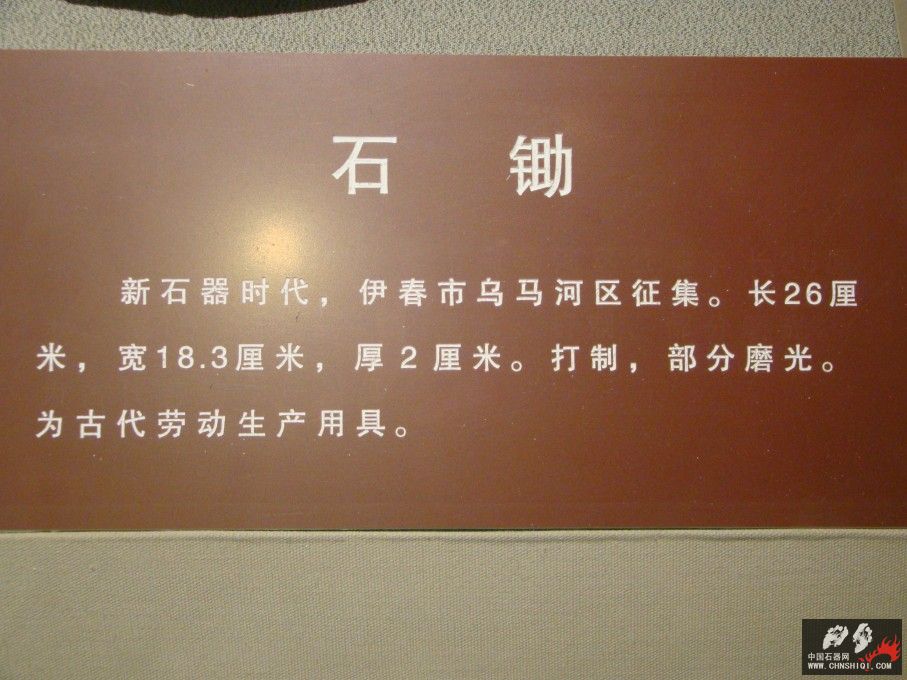 石 锄
新石器时代，伊春市乌马河区征集。长26厘
米，宽18.3厘米，厚2厘米。打制，部分磨光。
为古代劳动生产用具。
中国石器网
WWW.CHNSHIQI.COM